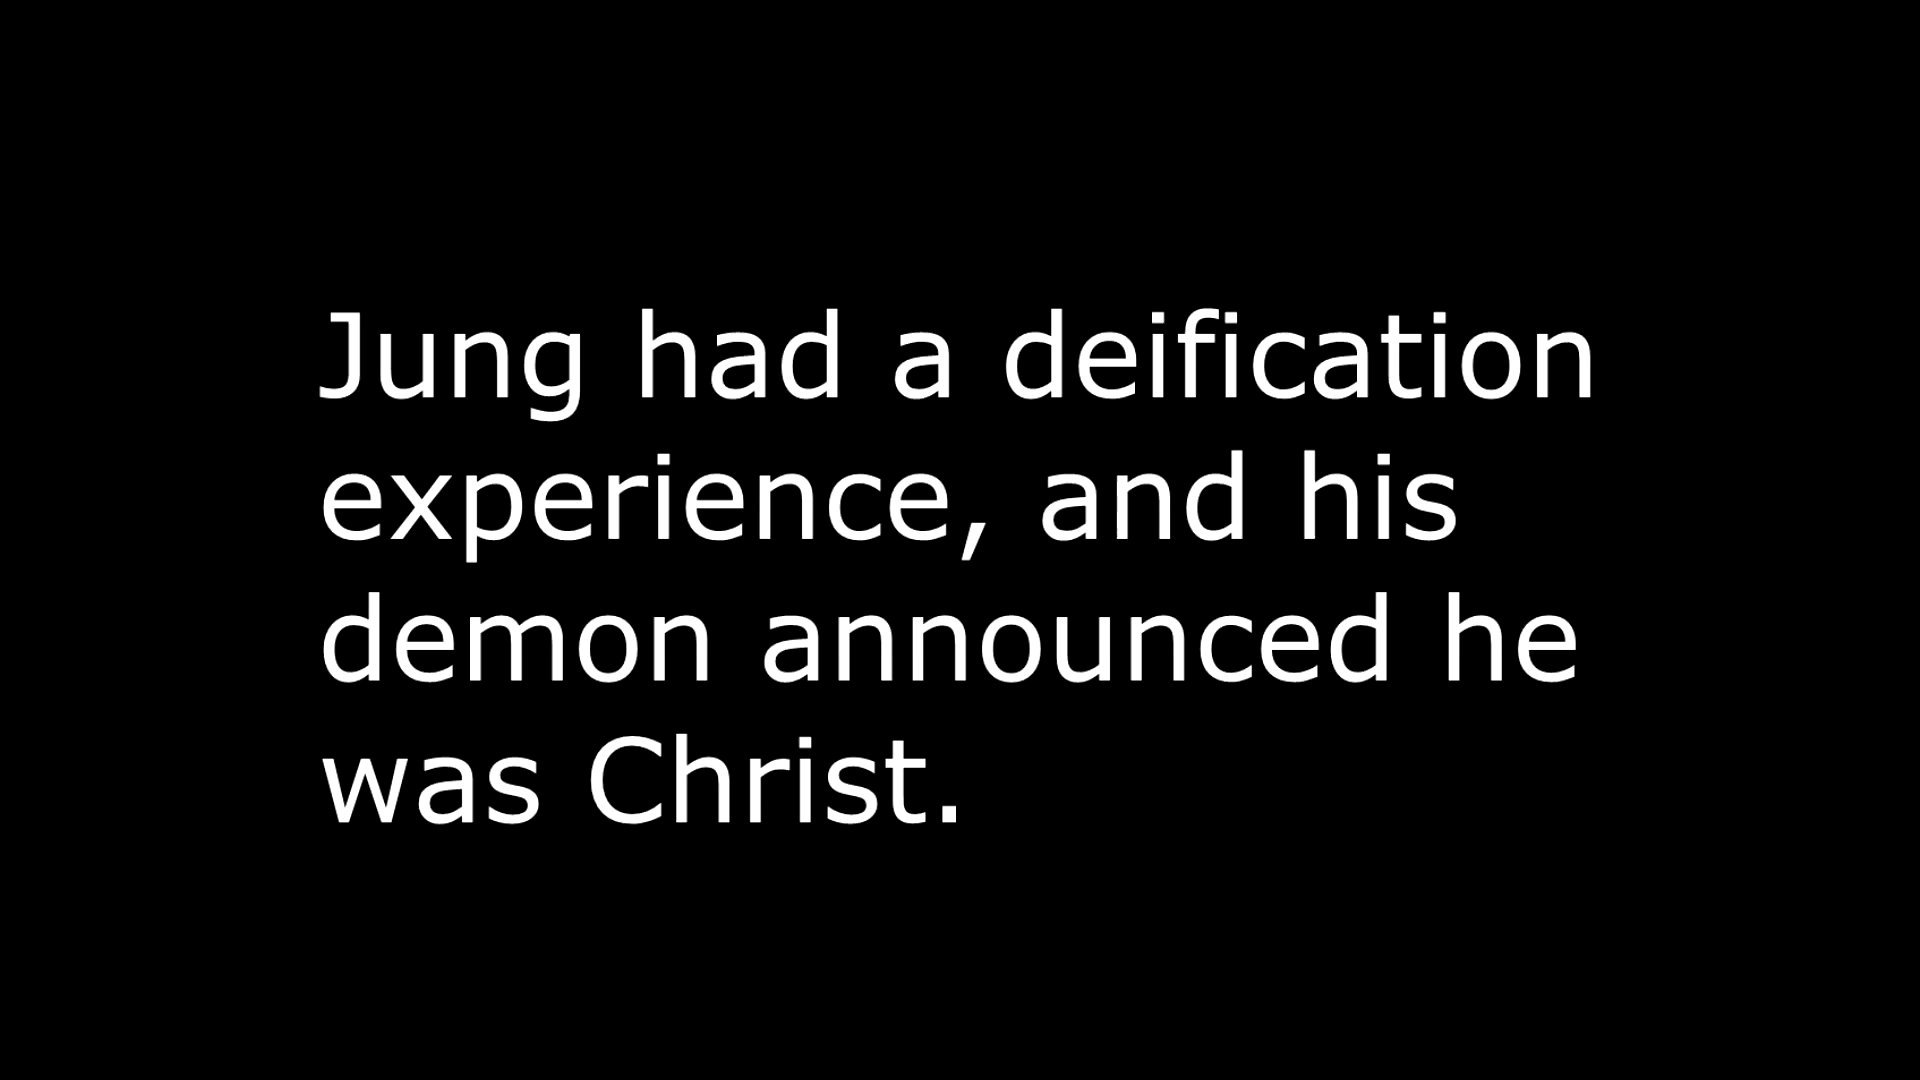 Jung had a deification
experience, and his
demon announced he
was Christ.